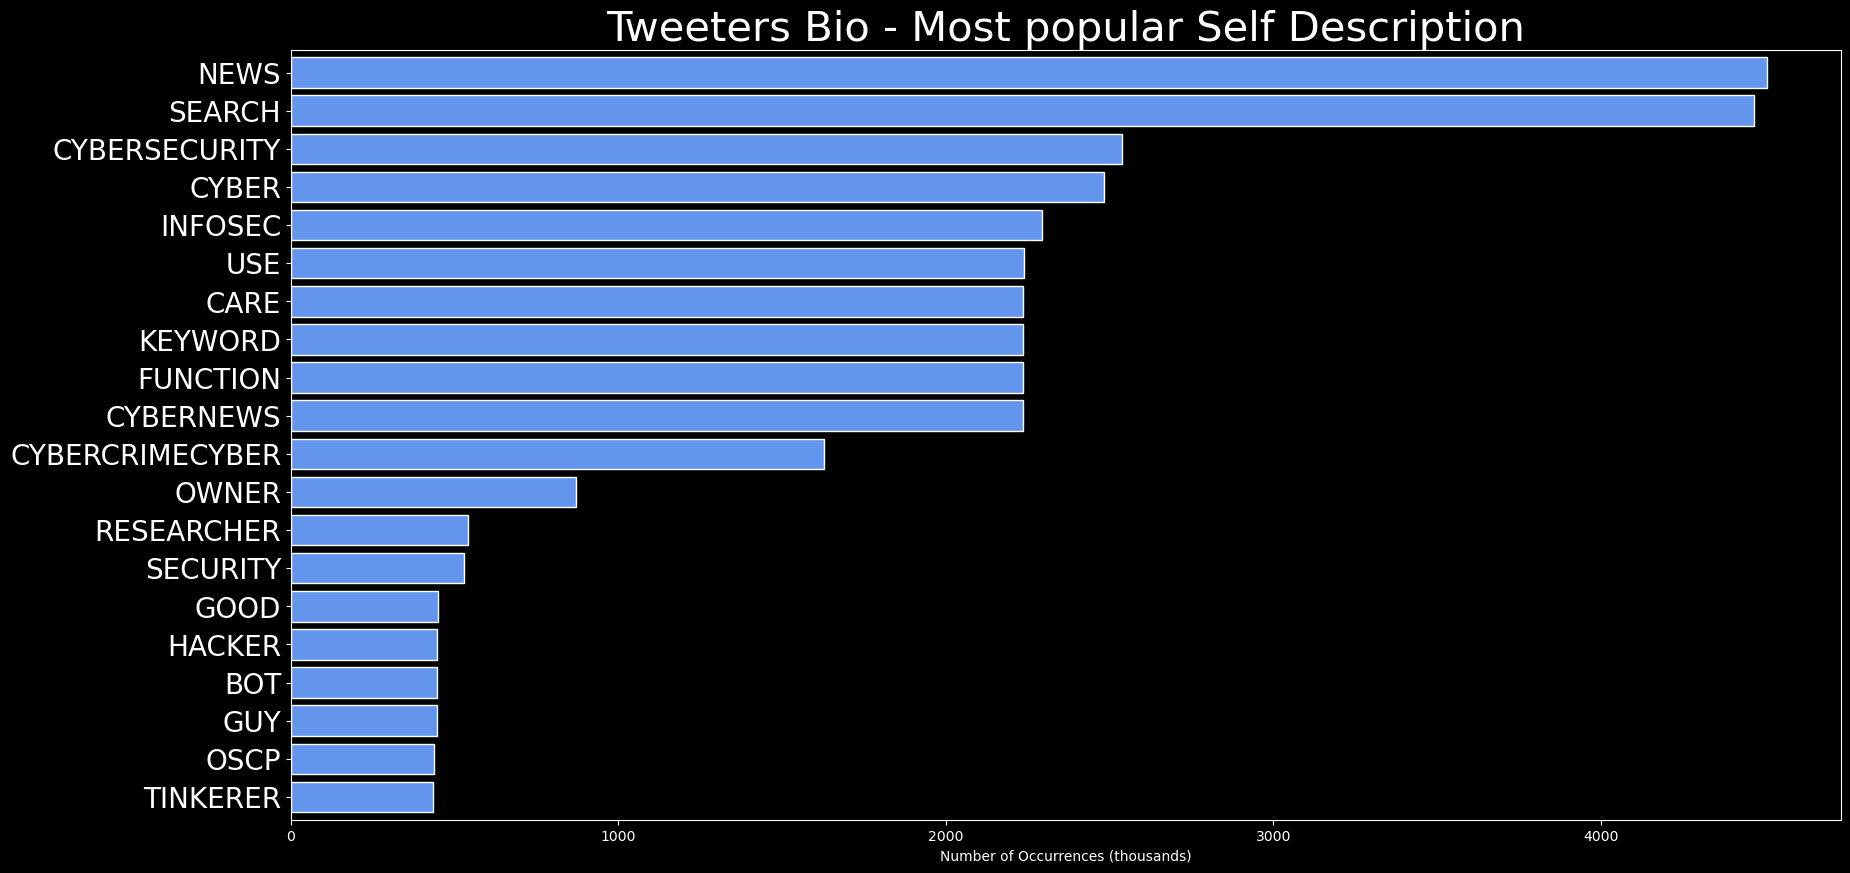 Tweeters Bio - Most popular Self Description
NEWS
SEARCH
CYBERSECURITY
CYBER
INFOSEC
USE
CARE
KEYWORD
FUNCTION
CYBERNEWS
CYBERCRIMECYBER
OWNER
RESEARCHER
SECURITY
GOOD
HACKER
BOT
GUY
OSCP
TINKERER
0 1000 2000 3000 4000
Number of Occurrences (thousands)